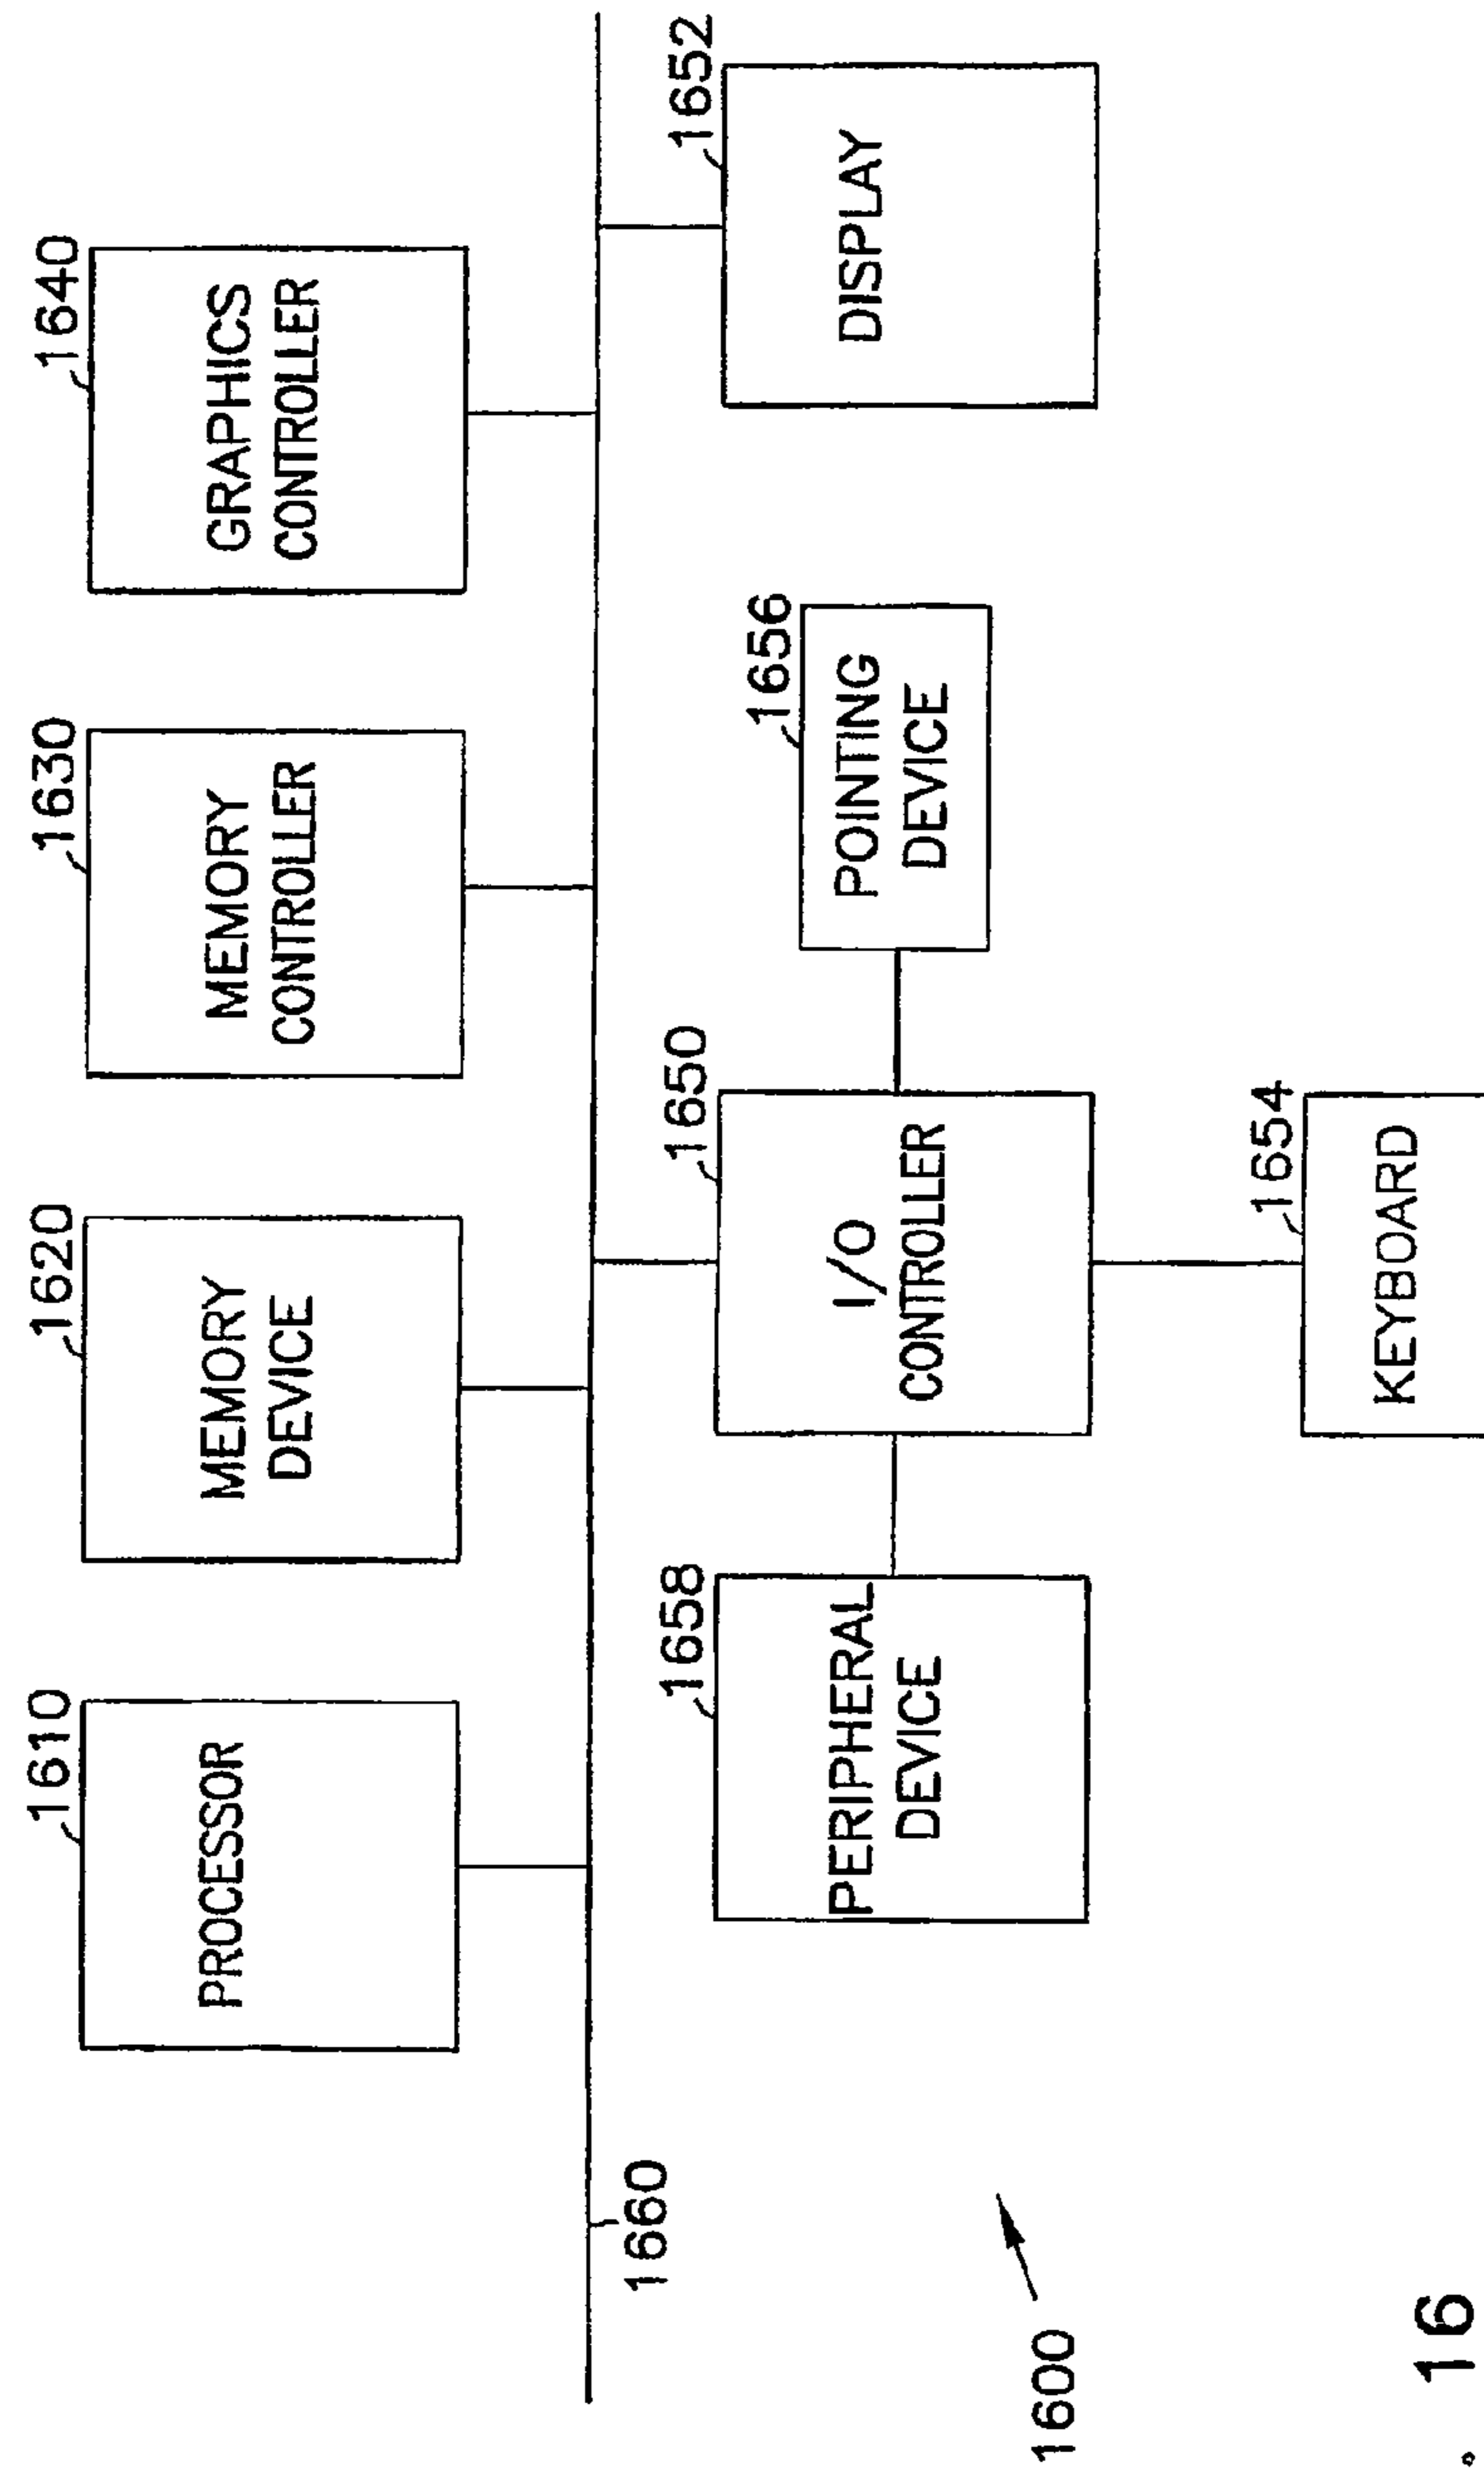 1610
PROCESSOR
1620
MEMORY
DEVICE
1630
MEMORY
CONTROLLER
1640
GRAPHICS
CONTROLLER
1660
1658
PERIPHERAL
DEVICE
1650
I/O
CONTROLLER
1656
POINTING
DEVICE
1652
DISPLAY
1600
1654
KEYBOARD
. 16